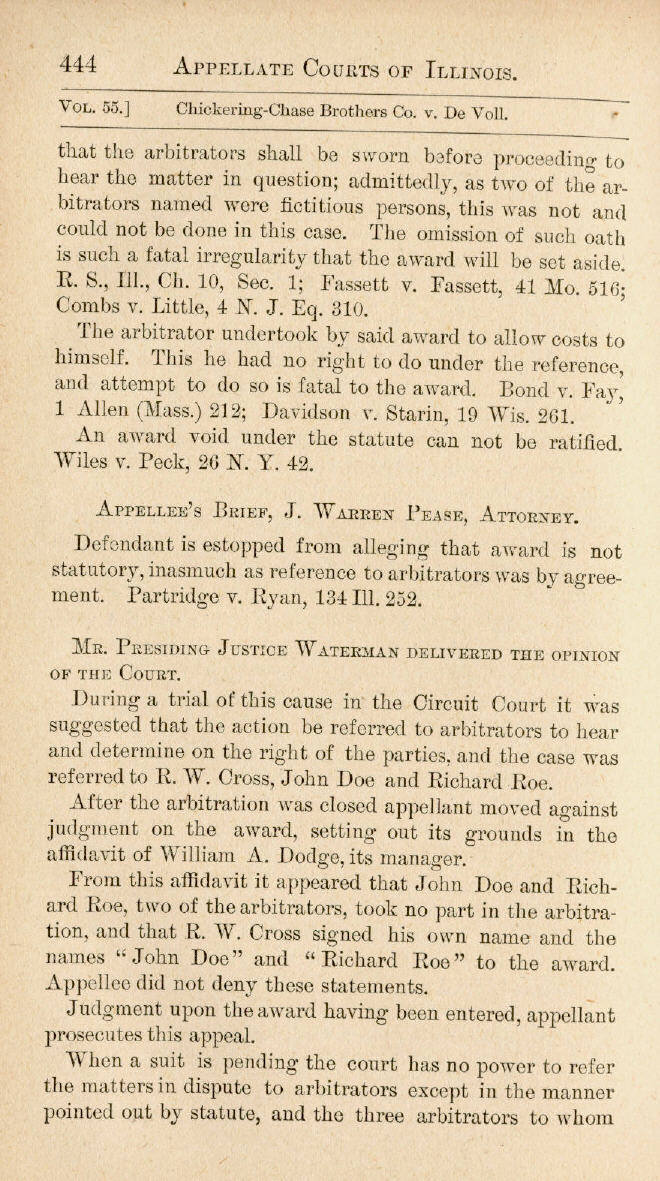 444 APPELLATE COURTS OF ILLINOIS.
VOL. 55.] Chickering-Chase Brothers Co. v. De Voll.
that the arbitrators shall be sworn before proceeding to
hear the matter in question; admittedly, as two of the ar-
bitrators named were fictitious persons, this was not and
could not be done in this case. The omission of such oath
is such a fatal irregularity that the award will be set aside.
R. S., Ill., Ch. 10, Sec. 1; Fassett v. Fassett, 41 Mo. 516;
Combs v. Little, 4 N. J. Eq. 310.
The arbitrator undertook by said award to allow costs to
himself. This he had no right to do under the reference,
and attempt to do so is fatal to the award. Bond v. Fay,
1 Allen (Mass.) 212; Davidson v. Starin, 19 Wis. 261.
An award void under the statute can not be ratified.
Wiles v. Peck, 26 N. Y. 42.
APPELLEE'S BRIEF, J. WARREN PEASE, ATTORNEY.
Defendant is estopped from alleging that award is not
statutory, inasmuch as reference to arbitrators was by agree-
ment. Partridge v. Ryan, 134 Ill. 252.
MR. PRESIDING JUSTICE WATERMAN DELIVERED THE OPINION
OF THE COURT.
During a trial of this cause in the Circuit Court it was
suggested that the action be referred to arbitrators to hear
and determine on the right of the parties, and the case was
referred to R. W. Cross, John Doe and Richard Roe.
After the arbitration was closed appellant moved against
judgment on the award, setting out its grounds in the
affidavit of William A. Dodge, its manager.
From this affidavit it appeared that John Doe and Rich-
ard Roe, two of the arbitrators, took no part in the arbitra-
tion, and that R. W. Cross signed his own name and the
names "John Doe" and "Richard Roe" to the award.
Appellee did not deny these statements.
Judgment upon the award having been entered, appellant
prosecutes this appeal.
When a suit is pending the court has no power to refer
the matters in dispute to arbitrators except in the manner
pointed out by statute, and the three arbitrators to whom